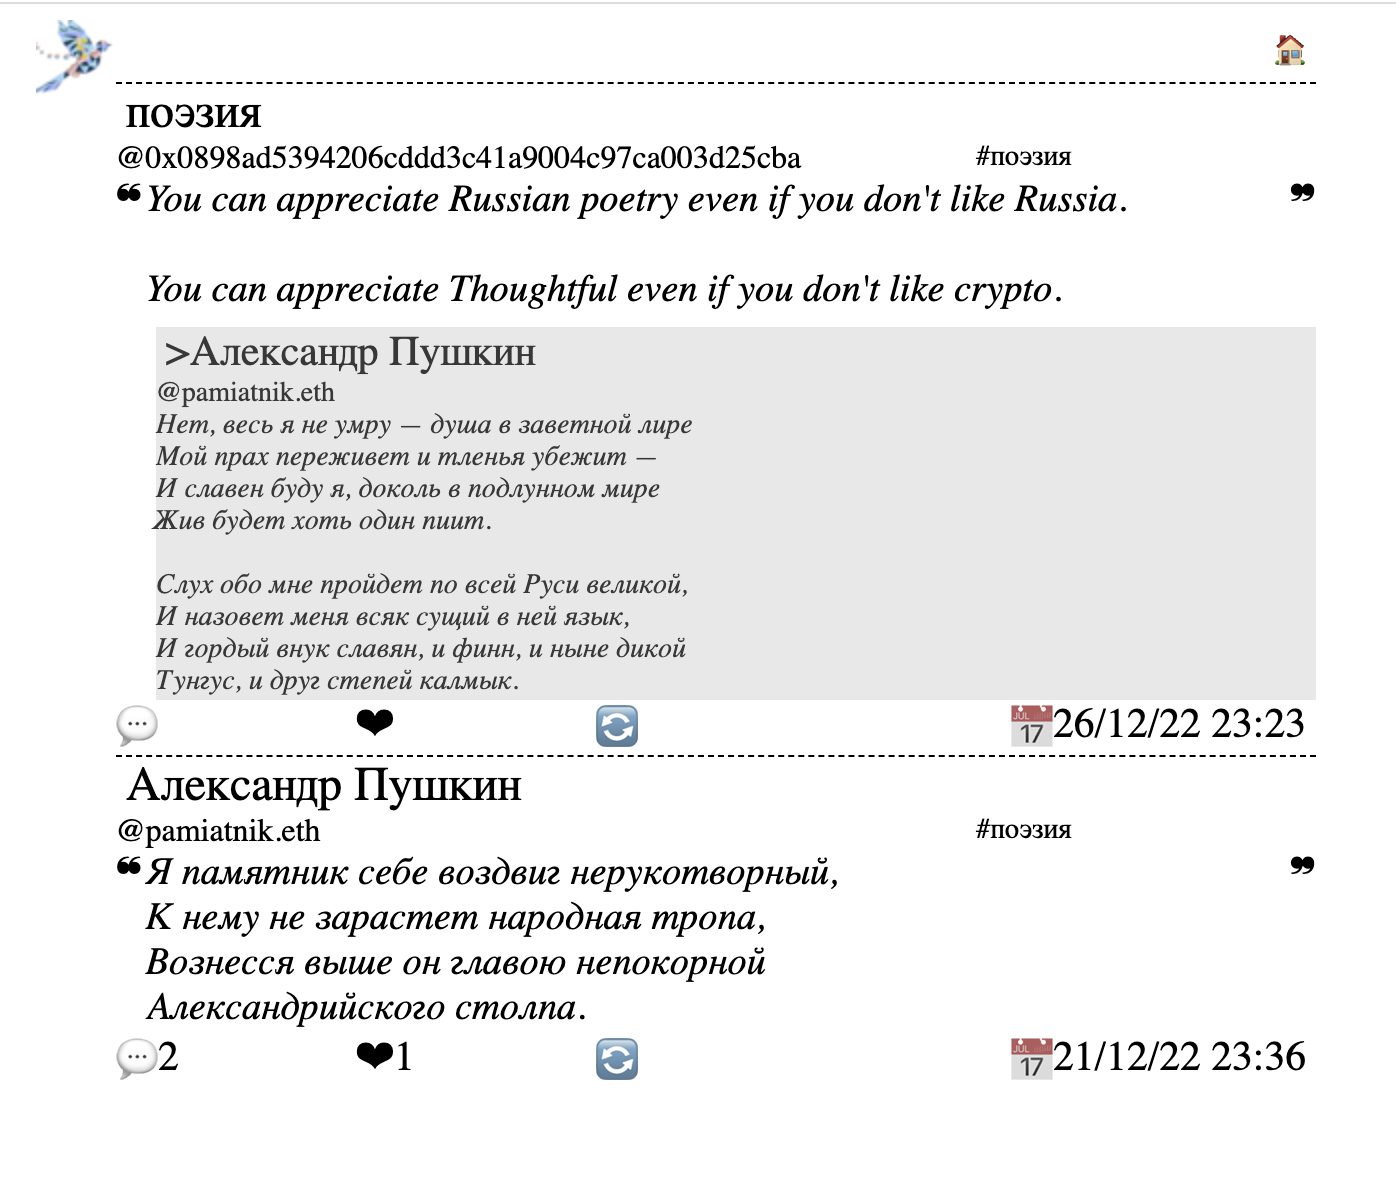 поэзия
@0x0898ad5394206cddd3c41a9004c97ca003d25cba #поэзия
❝ You can appreciate Russian poetry even if you don't like Russia. ❞
You can appreciate Thoughtful even if you don't like crypto.
>Александр Пушкин
@pamiatnik.eth
Нет, весь я не умру — душа в заветной лире
Мой прах переживет и тленья убежит —
И славен буду я, доколь в подлунном мире
Жив будет хоть один пиит.
Слух обо мне пройдет по всей Руси великой,
И назовет меня всяк сущий в ней язык,
И гордый внук славян, и финн, и ныне дикой
Тунгус, и друг степей калмык.
💬 ❤ 🔄 📅26/12/22 23:23
Александр Пушкин
@pamiatnik.eth #поэзия
❝ Я памятник себе воздвиг нерукотворный, ❞
К нему не зарастет народная тропа,
Вознесся выше он главою непокорной
Александрийского столпа.
💬2 ❤1 🔄 📅21/12/22 23:36